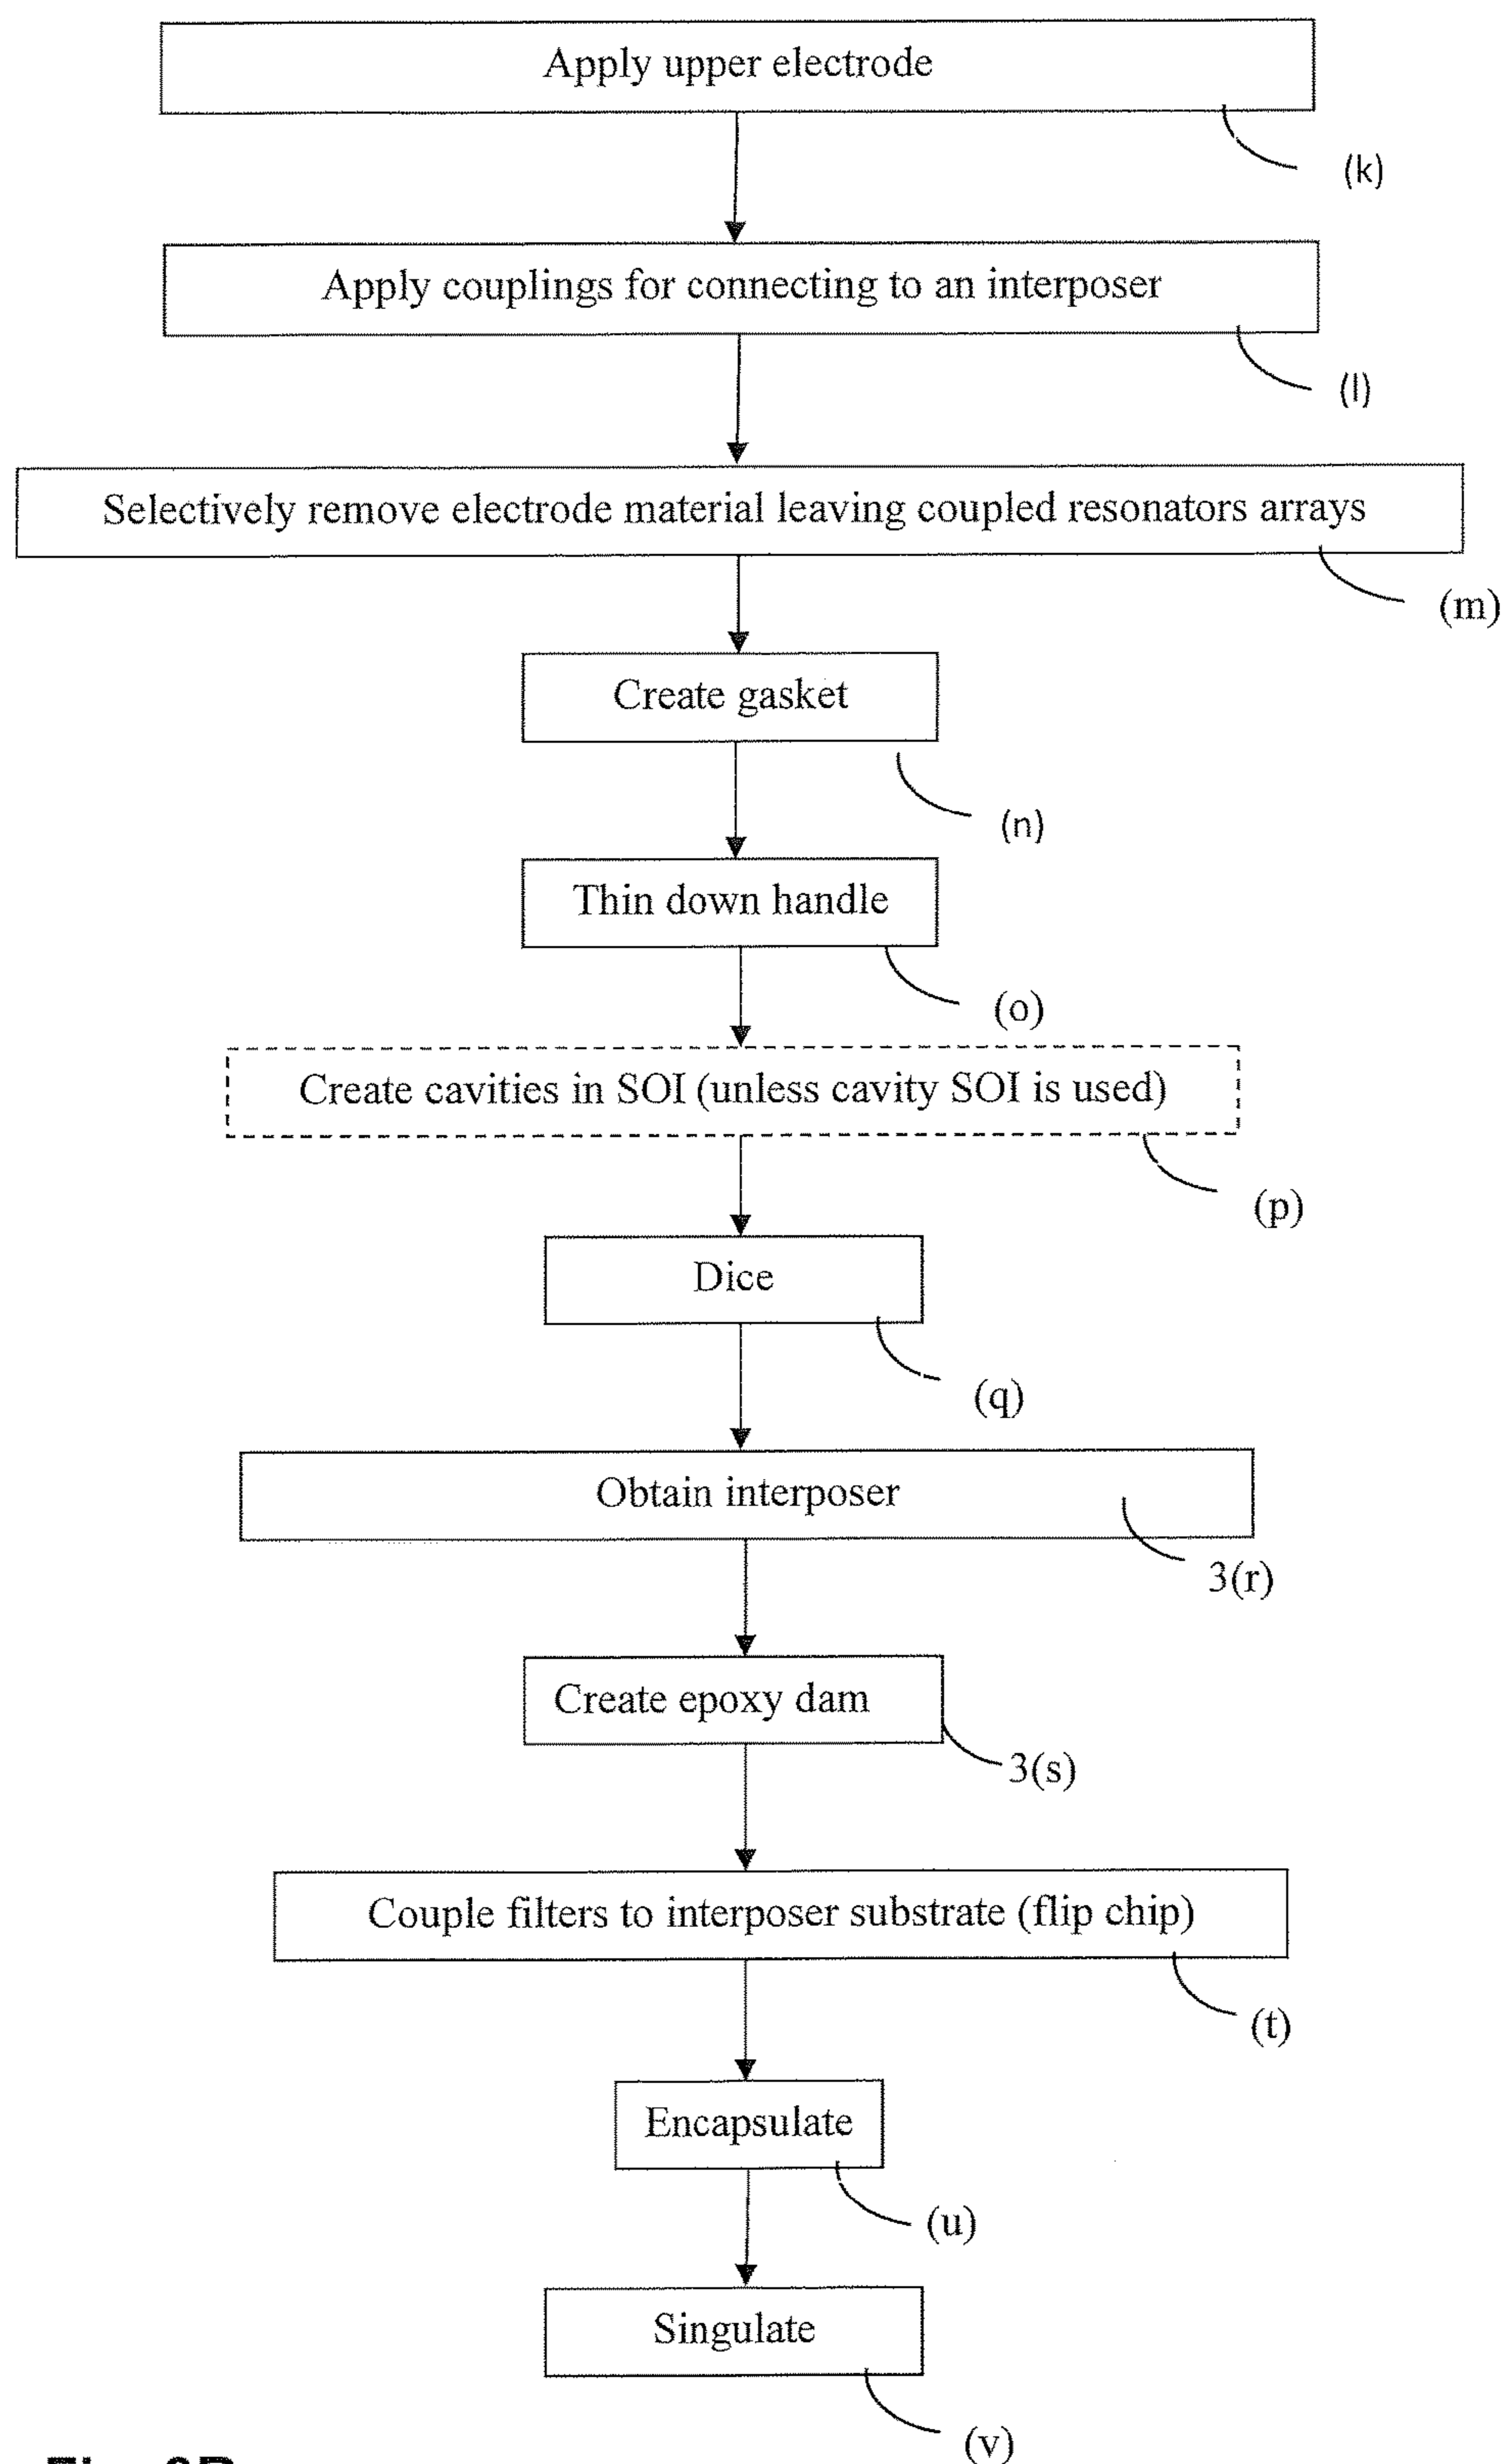 Apply upper electrode
(k)
Apply couplings for connecting to an interposer
(l)
Selectively remove electrode material leaving coupled resonators arrays
(m)
Create gasket
(n)
Thin down handle
(o)
Create cavities in SOI (unless cavity SOI is used)
(p)
Dice
(q)
Obtain interposer
3(r)
Create epoxy dam
3(s)
Couple filters to interposer substrate (flip chip)
(t)
Encapsulate
(u)
Singulate
(v)